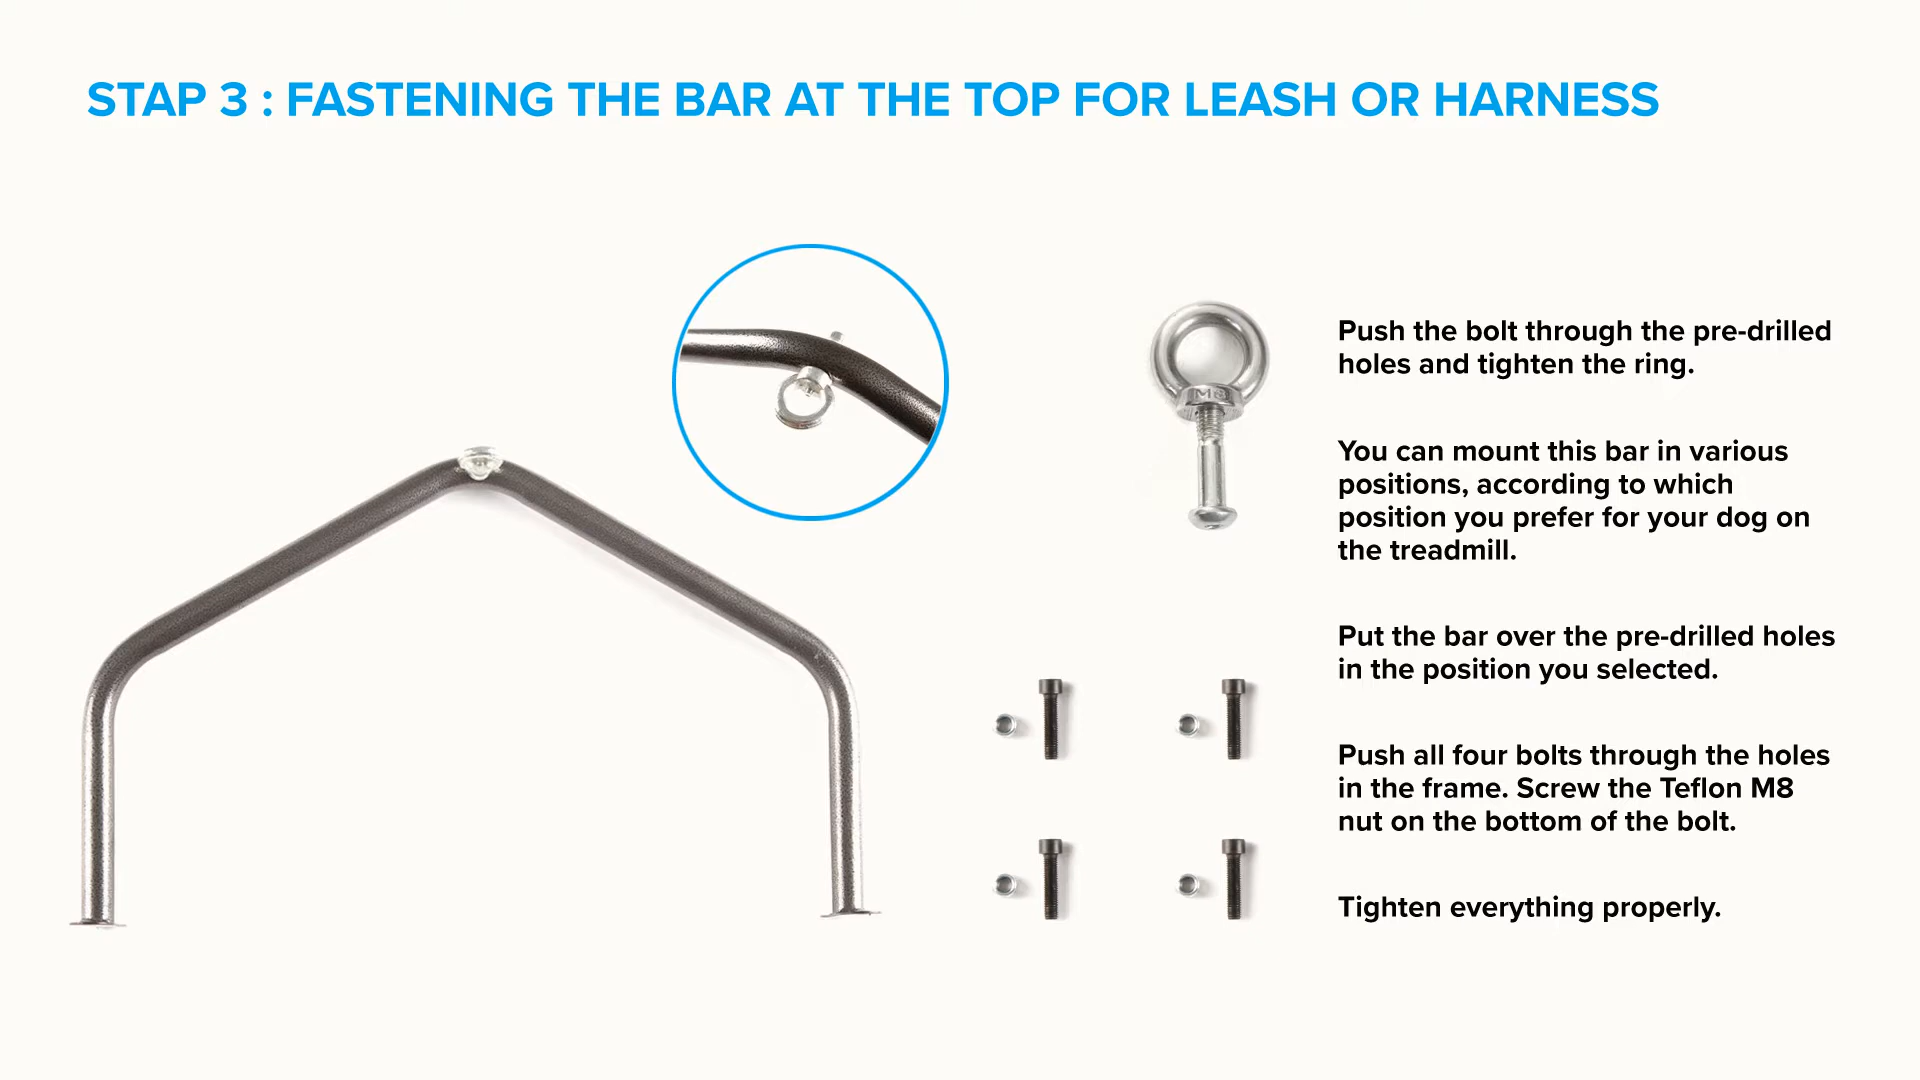 STAP 3 : FASTENING THE BAR AT THE TOP FOR LEASH OR HARNESS
M8
Push the bolt through the pre-drilled
holes and tighten the ring.
You can mount this bar in various
positions, according to which
position you prefer for your dog on
the treadmill.
Put the bar over the pre-drilled holes
in the position you selected.
Push all four bolts through the holes
in the frame. Screw the Teflon M8
nut on the bottom of the bolt.
Tighten everything properly.